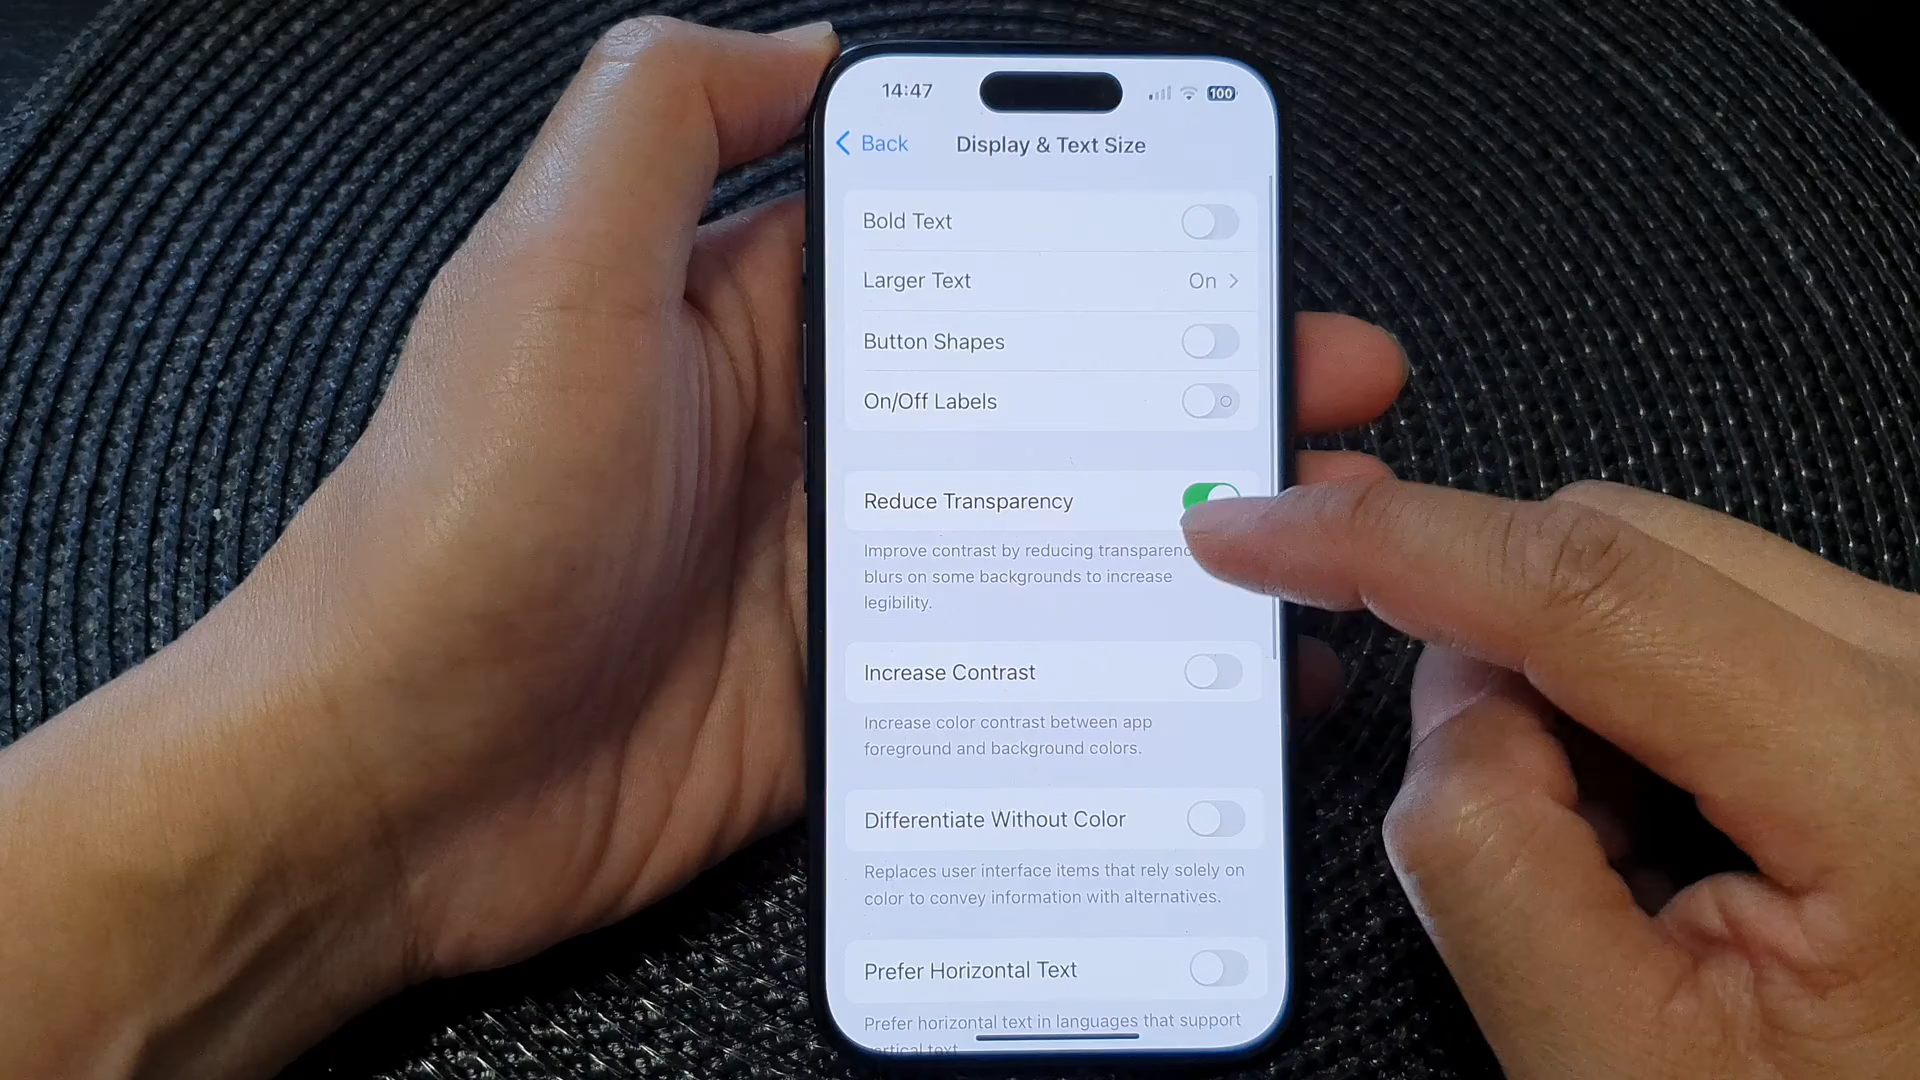 14:47
100
Back
Display & Text Size
Bold Text
Larger Text
On
Button Shapes
On/Off Labels
Reduce Transparency
Improve contrast by reducing
blurs on some backgrounds to increase
legibility.
Increase Contrast
Increase color contrast between app
foreground and background colors.
Differentiate Without Color
Replaces user interface items that rely solely on
color to convey information with alternatives.
Prefer Horizontal Text
Prefer horizontal text in languages that support
vertical text.